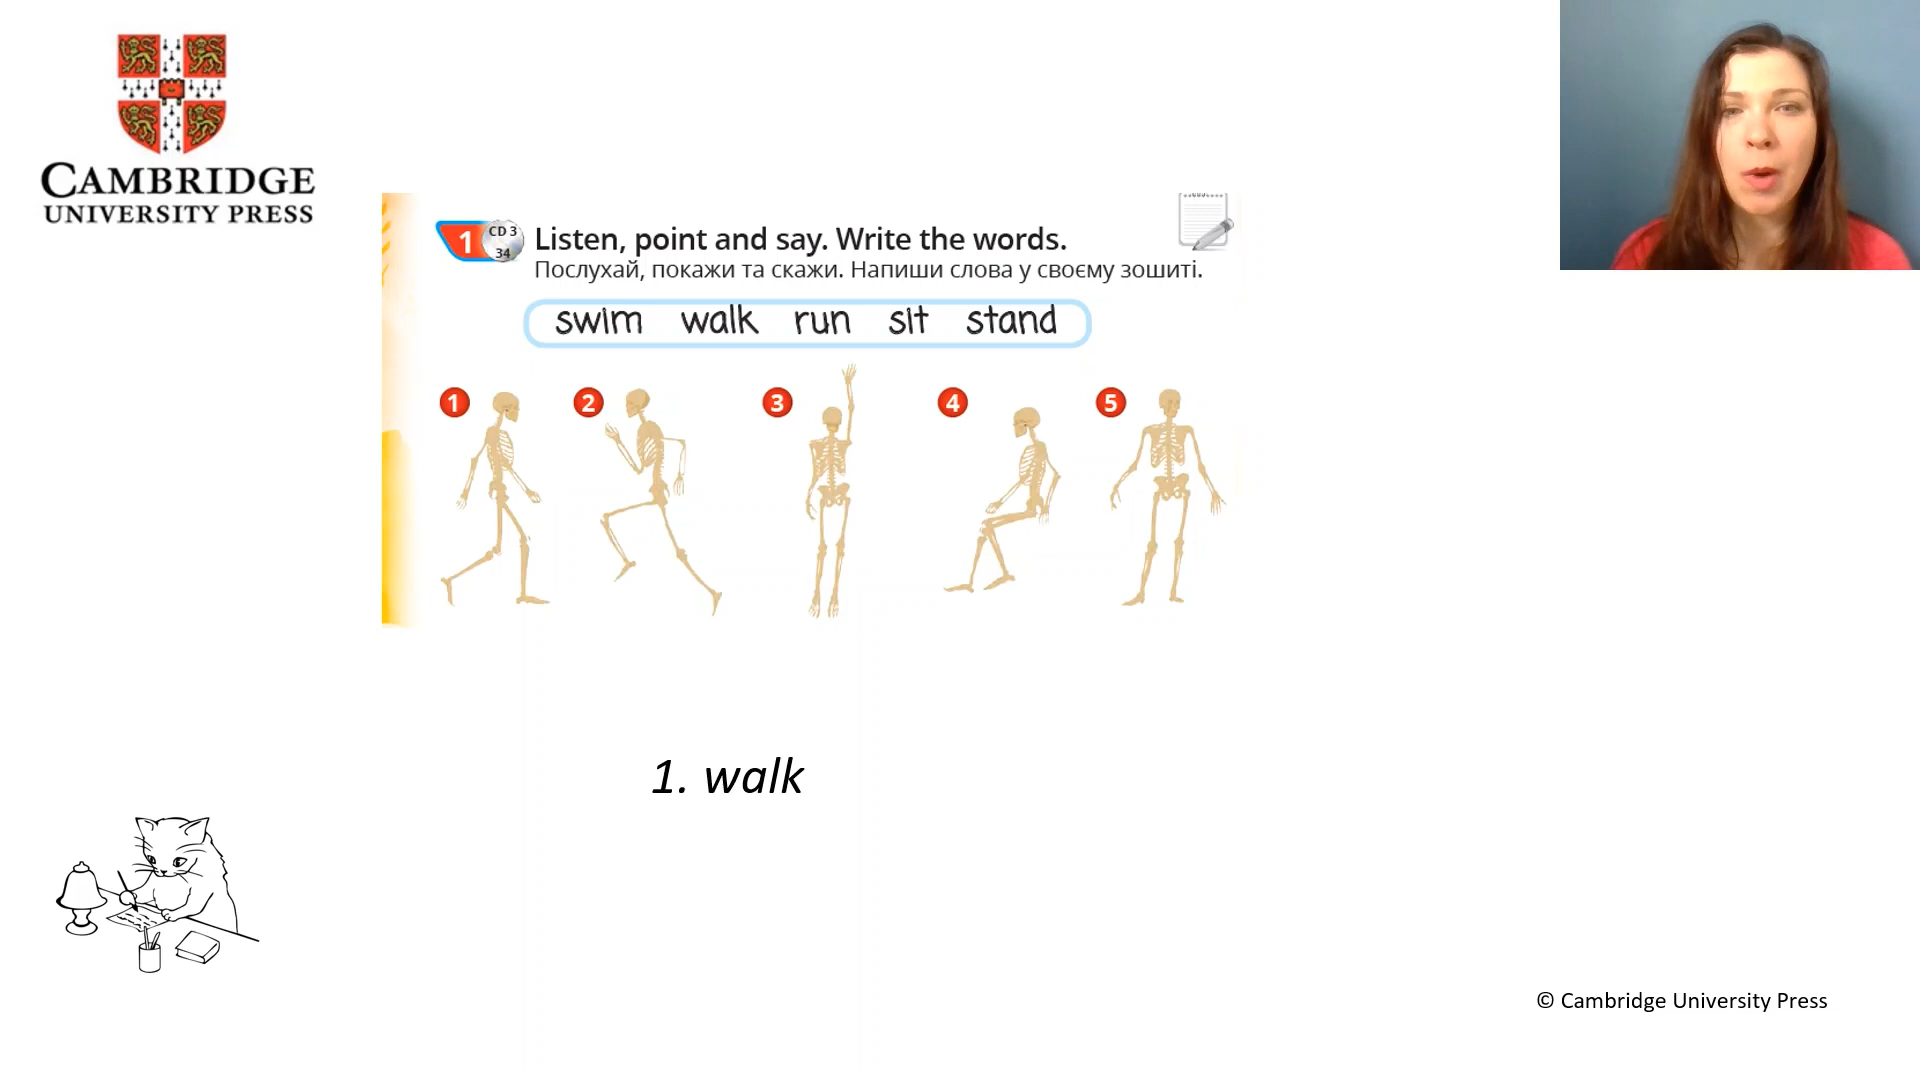 CAMBRIDGE
UNIVERSITY PRESS
1 CD 3 34
Listen, point and say. Write the words.
Послухай, покажи та скажи. Напиши слова у своєму зошиті.
swim walk run sit stand
1 2 3 4 5
1. walk
© Cambridge University Press